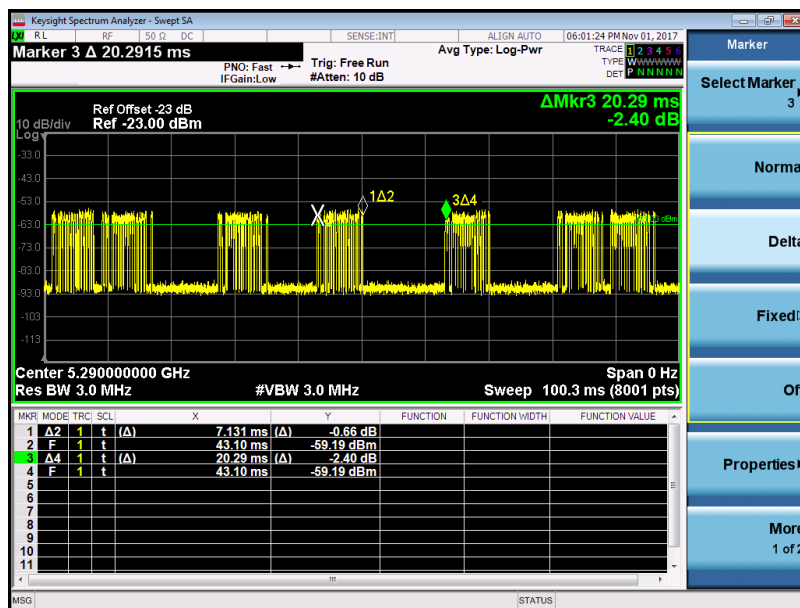 Keysight Spectrum Analyzer - Swept SA
LXI RL RF 50 Ω DC SENSE:INT ALIGN AUTO 06:01:24 PM Nov 01, 2017
Marker 3 Δ 20.2915 ms
PNO: Fast
IFGain:Low
Trig: Free Run
#Atten: 10 dB
Avg Type: Log-Pwr
TRACE 1 2 3 4 5 6
TYPE WWWWWW
DET P N N N N N
ΔMkr3 20.29 ms
-2.40 dB
Ref Offset -23 dB
Ref -23.00 dBm
10 dB/div
Log
-33.0
-43.0
-53.0
-63.0
-73.0
-83.0
-93.0
-103
-113
X
1Δ2
3Δ4
dBm
Center 5.290000000 GHz
Span 0 Hz
Res BW 3.0 MHz
#VBW 3.0 MHz
Sweep 100.3 ms (8001 pts)
MKR MODE TRC SCL X Y FUNCTION FUNCTION WIDTH FUNCTION VALUE
1 Δ2 1 t (Δ) 7.131 ms (Δ) -0.66 dB
2 F 1 t 43.10 ms -59.19 dBm
3 Δ4 1 t (Δ) 20.29 ms (Δ) -2.40 dB
4 F 1 t 43.10 ms -59.19 dBm
5
6
7
8
9
10
11
MSG
STATUS
Marker
Select Marker
3
Norma
Delta
Fixed
Of
Properties
More
1 of 2